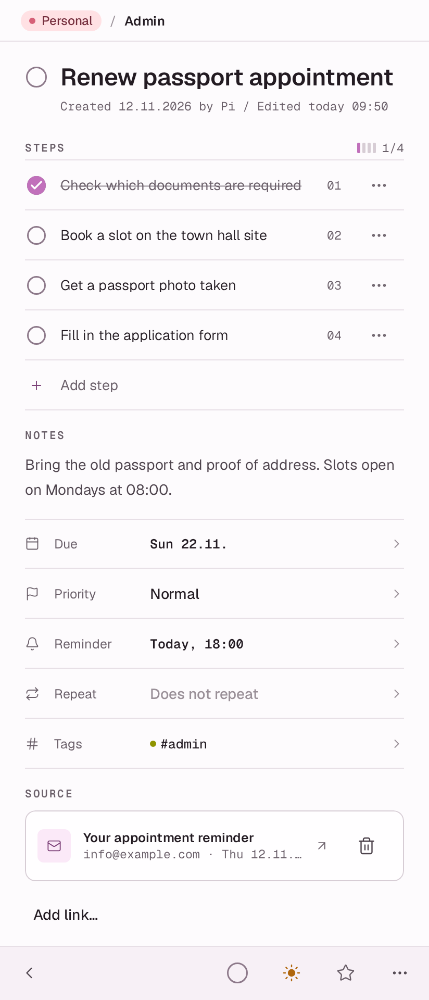 Personal / Admin
Renew passport appointment
Created 12.11.2026 by Pi / Edited today 09:50
STEPS 1/4
Check which documents are required 01
Book a slot on the town hall site 02
Get a passport photo taken 03
Fill in the application form 04
+ Add step
NOTES
Bring the old passport and proof of address. Slots open
on Mondays at 08:00.
Due Sun 22.11.
Priority Normal
Reminder Today, 18:00
Repeat Does not repeat
Tags #admin
SOURCE
Your appointment reminder
info@example.com · Thu 12.11.…
Add link…